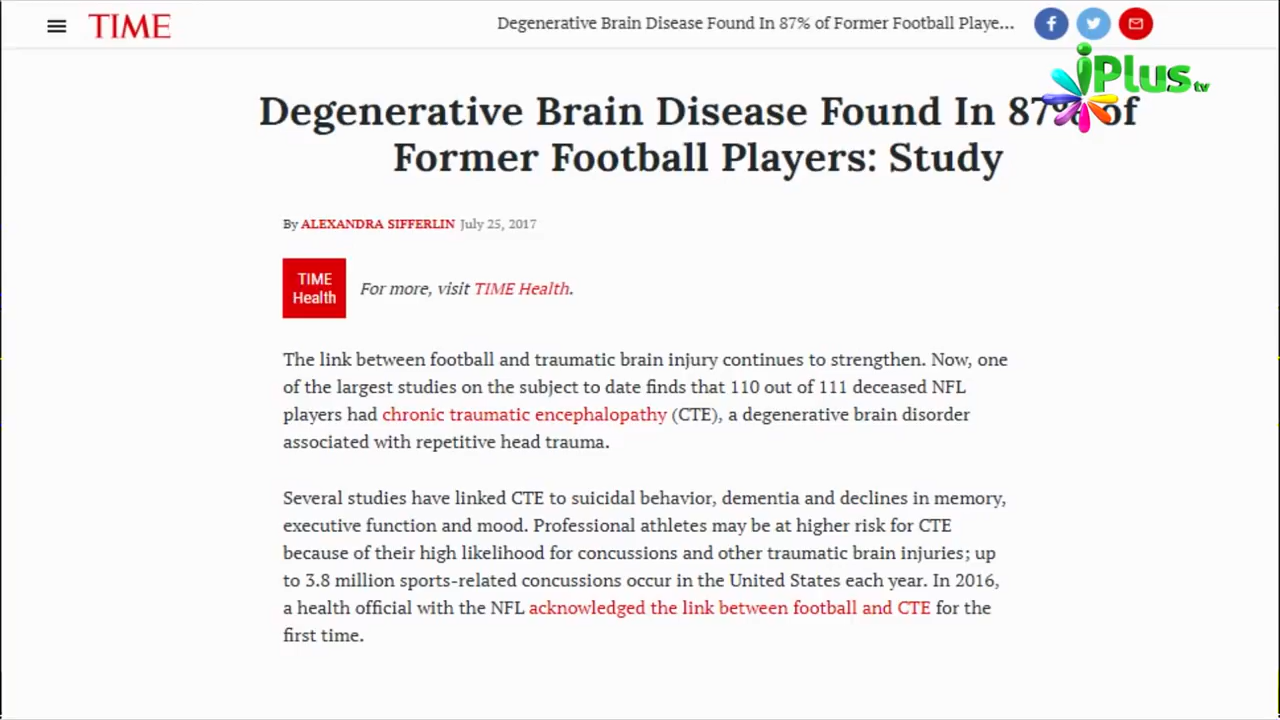 TIME
Degenerative Brain Disease Found In 87% of Former Football Playe...
iPlus tv
Degenerative Brain Disease Found In 87% of
Former Football Players: Study
By ALEXANDRA SIFFERLIN July 25, 2017
TIME
Health
For more, visit TIME Health.
The link between football and traumatic brain injury continues to strengthen. Now, one
of the largest studies on the subject to date finds that 110 out of 111 deceased NFL
players had chronic traumatic encephalopathy (CTE), a degenerative brain disorder
associated with repetitive head trauma.
Several studies have linked CTE to suicidal behavior, dementia and declines in memory,
executive function and mood. Professional athletes may be at higher risk for CTE
because of their high likelihood for concussions and other traumatic brain injuries; up
to 3.8 million sports-related concussions occur in the United States each year. In 2016,
a health official with the NFL acknowledged the link between football and CTE for the
first time.